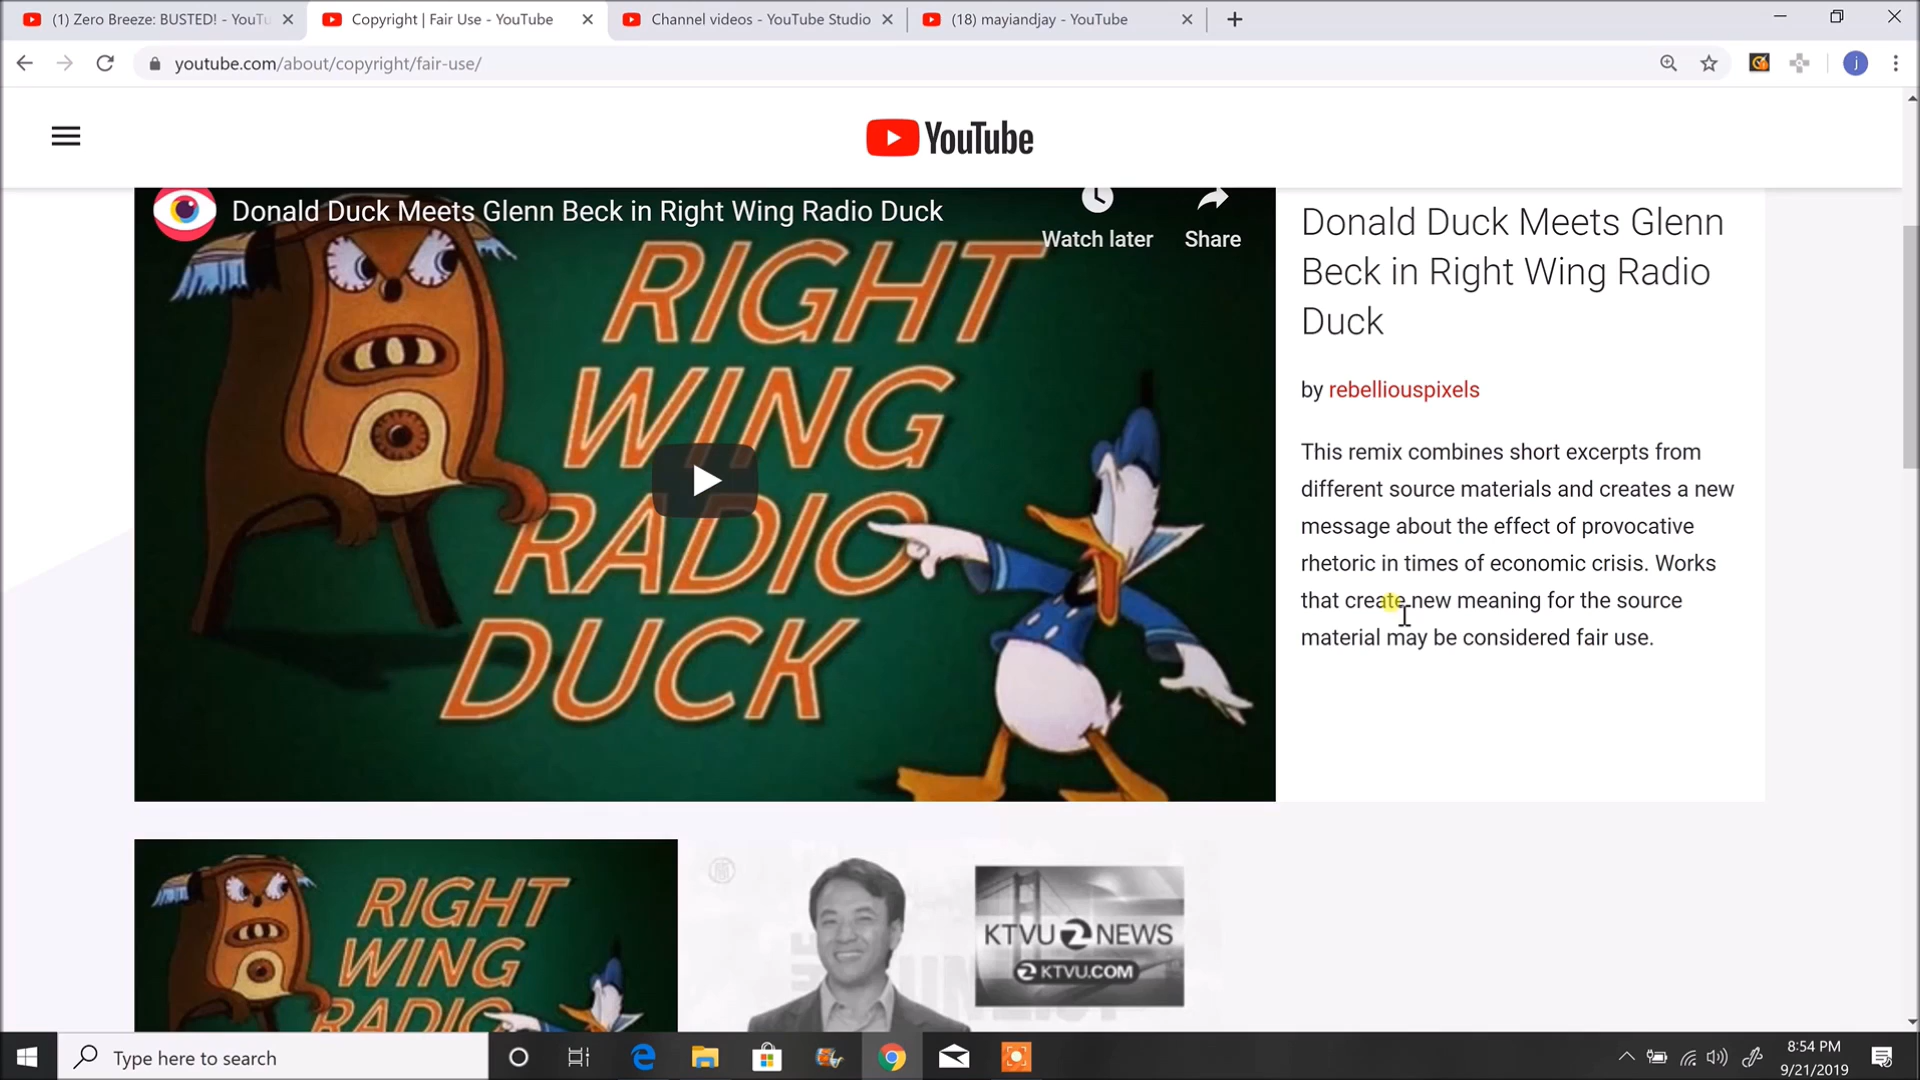 (1) Zero Breeze: BUSTED! - YouTu
Copyright | Fair Use - YouTube
Channel videos - YouTube Studio
(18) mayiandjay - YouTube
youtube.com/about/copyright/fair-use/
j
YouTube
Donald Duck Meets Glenn Beck in Right Wing Radio Duck
Watch later
Share
RIGHT
WING
RADIO
DUCK
Donald Duck Meets Glenn
Beck in Right Wing Radio
Duck
by rebelliouspixels
This remix combines short excerpts from
different source materials and creates a new
message about the effect of provocative
rhetoric in times of economic crisis. Works
that create new meaning for the source
material may be considered fair use.
RIGHT
WING
RADIO
KTVU 2 NEWS
2 KTVU.COM
Type here to search
8:54 PM
9/21/2019